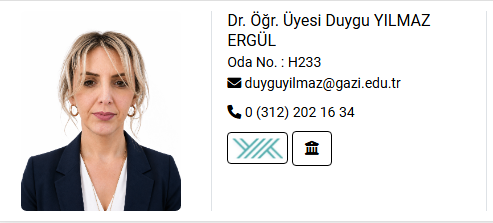 Dr. Öğr. Üyesi Duygu YILMAZ
ERGÜL
Oda No. : H233
duyguyilmaz@gazi.edu.tr
0 (312) 202 16 34